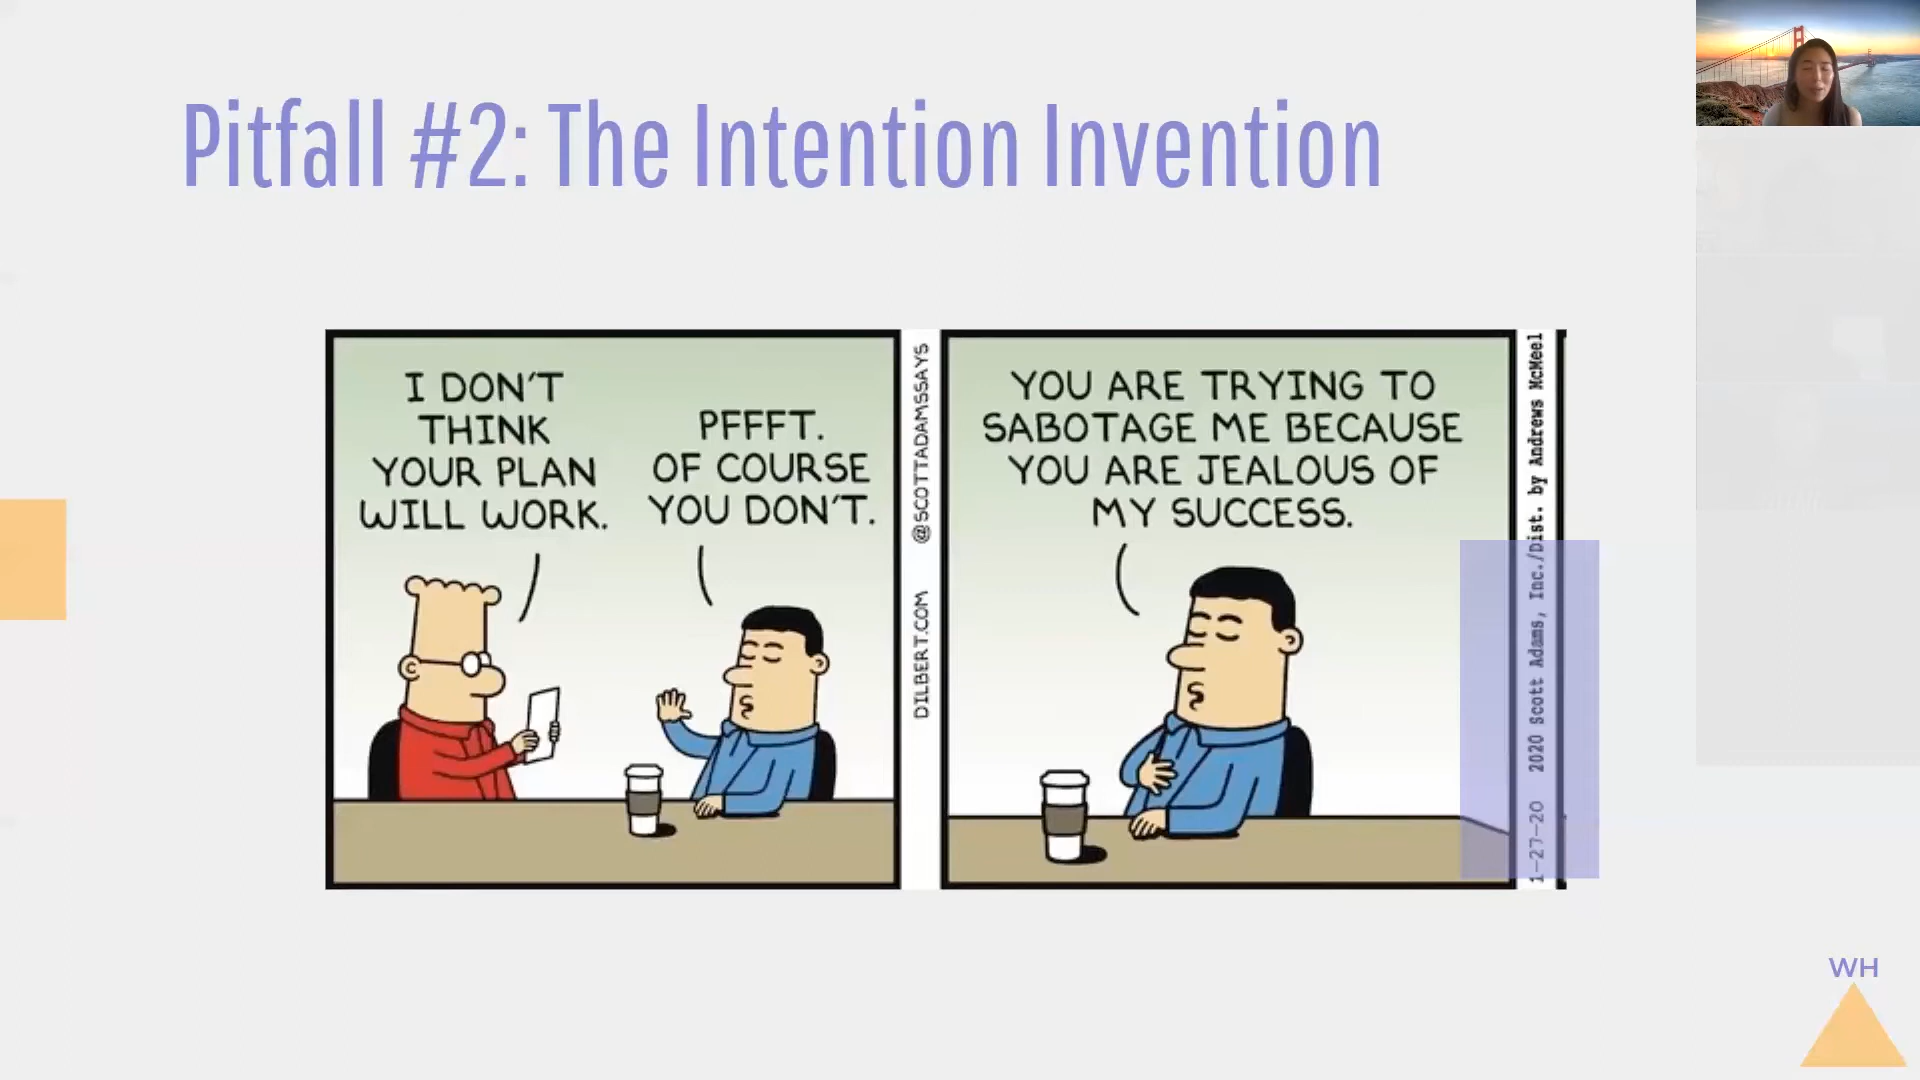 Pitfall #2: The Intention Invention
I DON'T
THINK
YOUR PLAN
WILL WORK.
PFFFT.
OF COURSE
YOU DON'T.
DILBERT.COM @SCOTTADAMSSAYS
YOU ARE TRYING TO
SABOTAGE ME BECAUSE
YOU ARE JEALOUS OF
MY SUCCESS.
1-27-20 2020 Scott Adams, Inc./Dist. by Andrews McMeel
WH